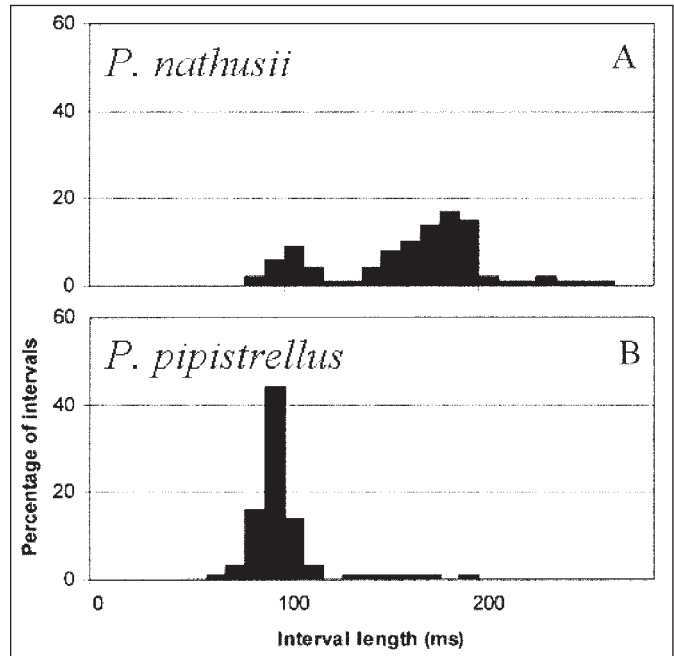 60
P. nathusii A
40
20
0
60
P. pipistrellus B
40
20
0
Percentage of intervals
0 100 200
Interval length (ms)